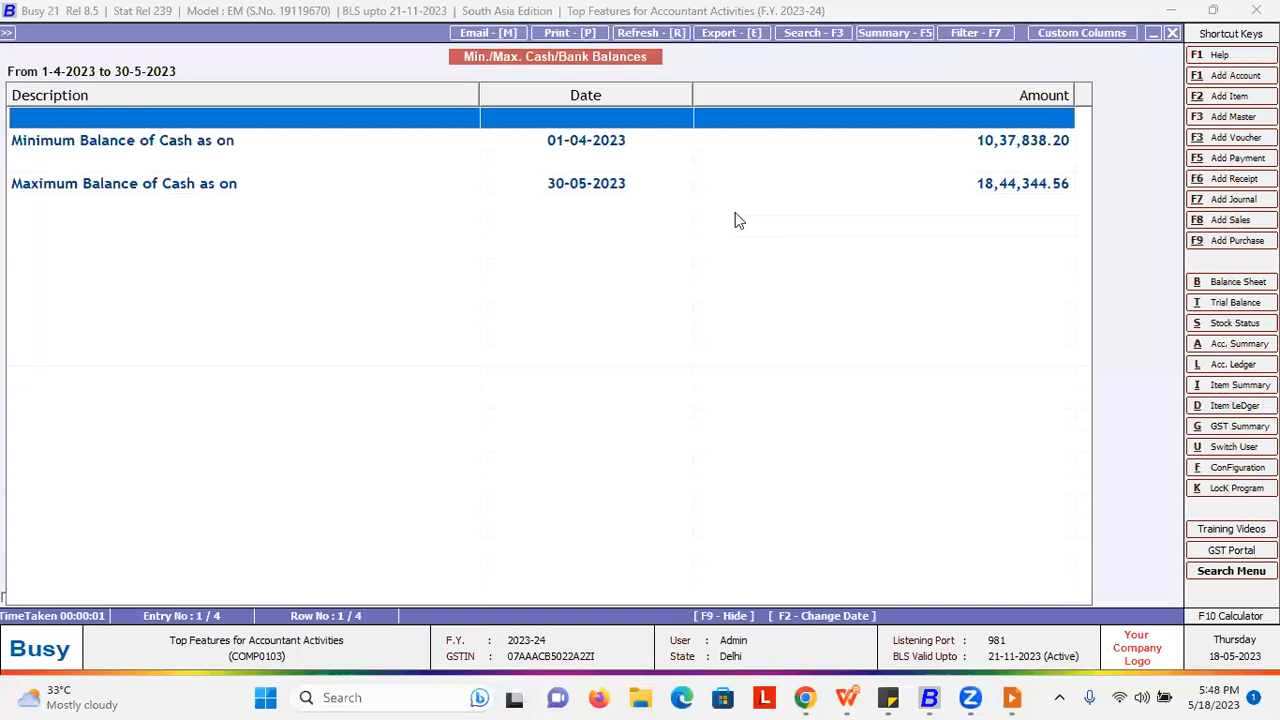 Busy 21 Rel 8.5 | Stat Rel 239 | Model : EM (S.No. 19119670) | BLS upto 21-11-2023 | South Asia Edition | Top Features for Accountant Activities (F.Y. 2023-24)
>> Email - [M] Print - [P] Refresh - [R] Export - [E] Search - F3 Summary - F5 Filter - F7 Custom Columns
Min./Max. Cash/Bank Balances
From 1-4-2023 to 30-5-2023
Description Date Amount
Minimum Balance of Cash as on 01-04-2023 10,37,838.20
Maximum Balance of Cash as on 30-05-2023 18,44,344.56
Shortcut Keys
F1 Help
F1 Add Account
F2 Add Item
F3 Add Master
F3 Add Voucher
F5 Add Payment
F6 Add Receipt
F7 Add Journal
F8 Add Sales
F9 Add Purchase
B Balance Sheet
T Trial Balance
S Stock Status
A Acc. Summary
L Acc. Ledger
I Item Summary
D Item LeDger
G GST Summary
U Switch User
F ConFiguration
K LocK Program
Training Videos
GST Portal
Search Menu
TimeTaken 00:00:01 Entry No : 1 / 4 Row No : 1 / 4 [ F9 - Hide ] [ F2 - Change Date ] F10 Calculator
Busy
Top Features for Accountant Activities
(COMP0103)
F.Y. : 2023-24
GSTIN : 07AAACB5022A2ZI
User : Admin
State : Delhi
Listening Port : 981
BLS Valid Upto : 21-11-2023 (Active)
Your
Company
Logo
Thursday
18-05-2023
33°C
Mostly cloudy
Search
5:48 PM
5/18/2023
1